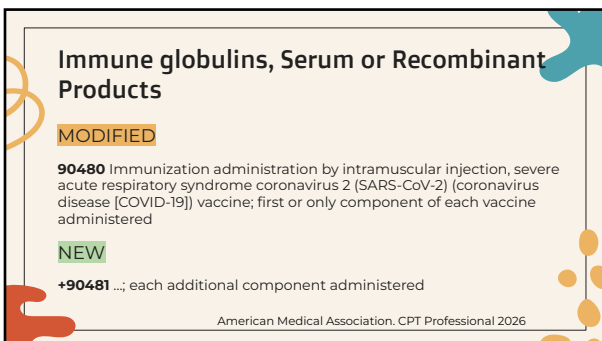 Immune globulins, Serum or Recombinant
Products
MODIFIED
90480 Immunization administration by intramuscular injection, severe
acute respiratory syndrome coronavirus 2 (SARS-CoV-2) (coronavirus
disease [COVID-19]) vaccine; first or only component of each vaccine
administered
NEW
+90481 ...; each additional component administered
American Medical Association. CPT Professional 2026